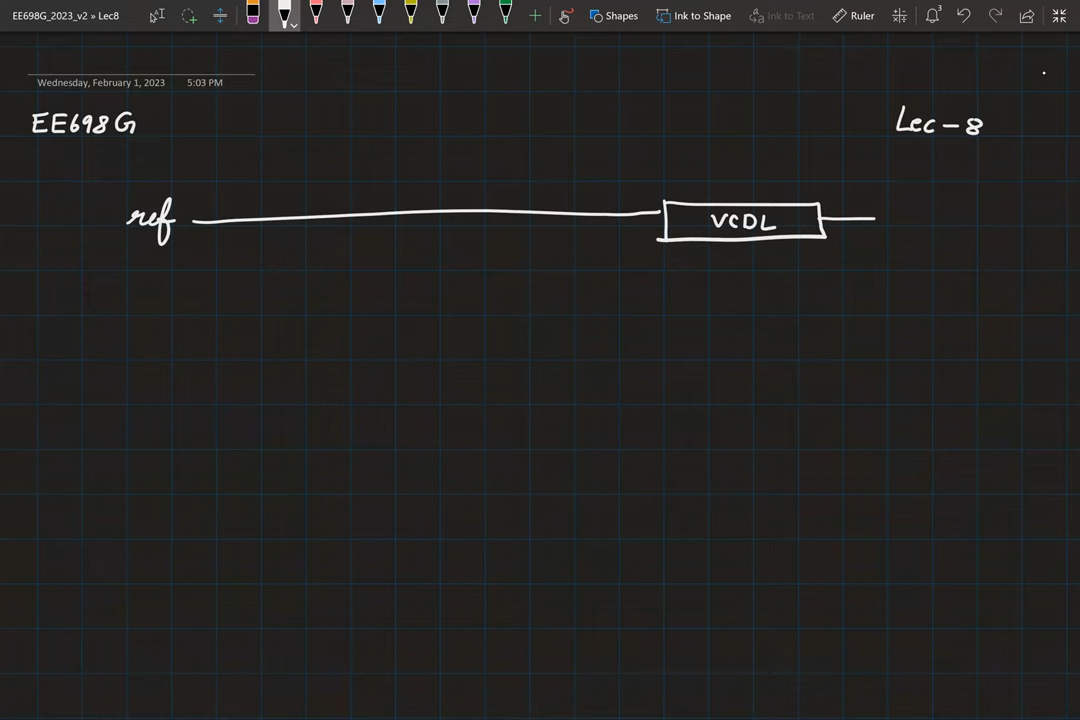 EE698G_2023_v2 » Lec8
Shapes
Ink to Shape
Ink to Text
Ruler
3
Wednesday, February 1, 2023 5:03 PM
EE698G
Lec-8
ref
VCDL